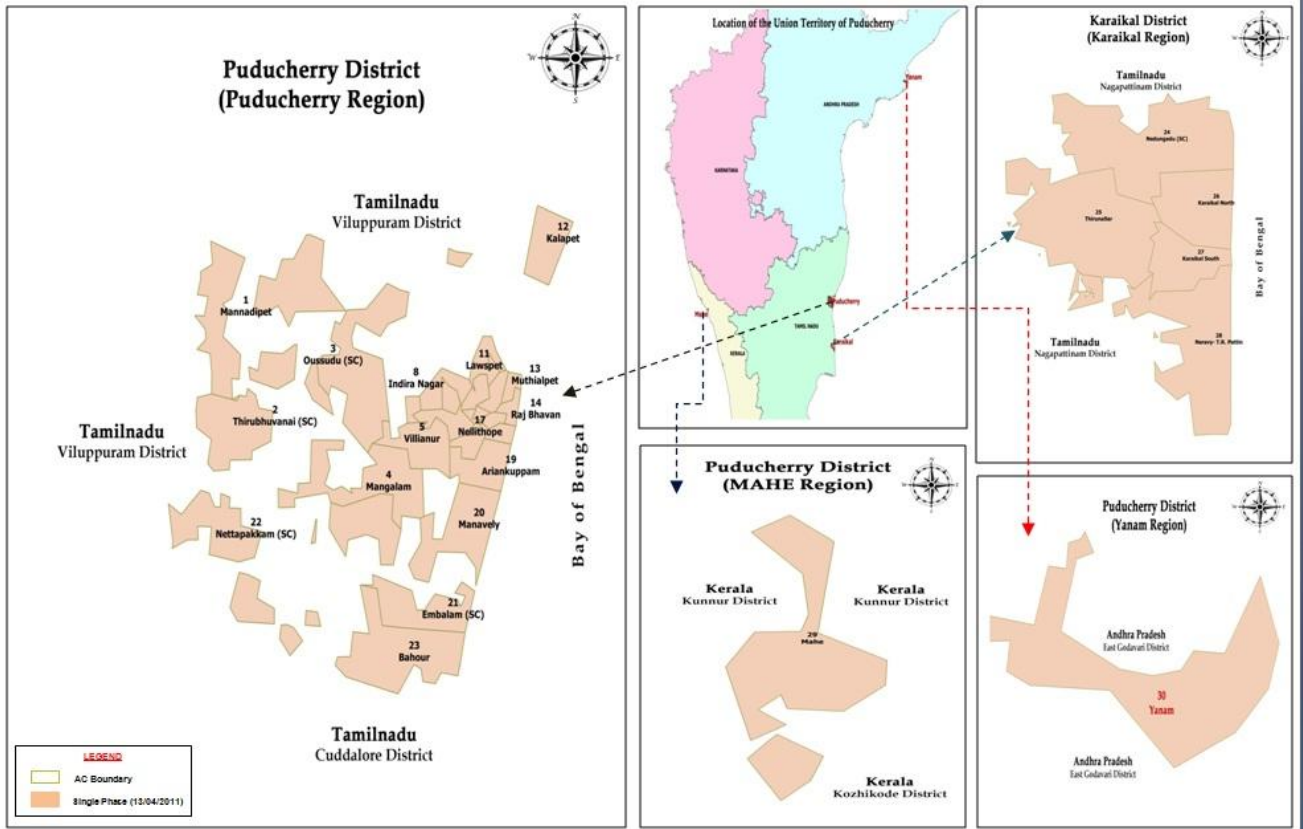 Puducherry District
(Puducherry Region)
N
W
E
S
Tamilnadu
Viluppuram District
12
Kalapet
1
Mannadipet
3
Oussudu (SC)
11
Lawspet
8
Indira Nagar
13
Muthialpet
14
Raj Bhavan
2
Thirubhuvanai (SC)
17
Nellithope
5
Villianur
Tamilnadu
Viluppuram District
19
Ariankuppam
4
Mangalam
20
Manavely
22
Nettapakkam (SC)
Bay of Bengal
21
Embalam (SC)
23
Bahour
Tamilnadu
Cuddalore District
LEGEND
AC Boundary
Single Phase (13/04/2011)
Location of the Union Territory of Puducherry
Yanam
ANDHRA PRADESH
KARNATAKA
Puducherry
Mahe
TAMIL NADU
Karaikal
KERALA
Karaikal District
(Karaikal Region)
Tamilnadu
Nagapattinam District
24
Nedungadu (SC)
26
Karaikal North
25
Thirunallar
27
Karaikal South
Bay of Bengal
28
Neravy- T.R. Pattin
Tamilnadu
Nagapattinam District
Puducherry District
(MAHE Region)
Kerala
Kunnur District
Kerala
Kunnur District
29
Mahe
Kerala
Kozhikode District
Puducherry District
(Yanam Region)
Andhra Pradesh
East Godavari District
30
Yanam
Andhra Pradesh
East Godavari District